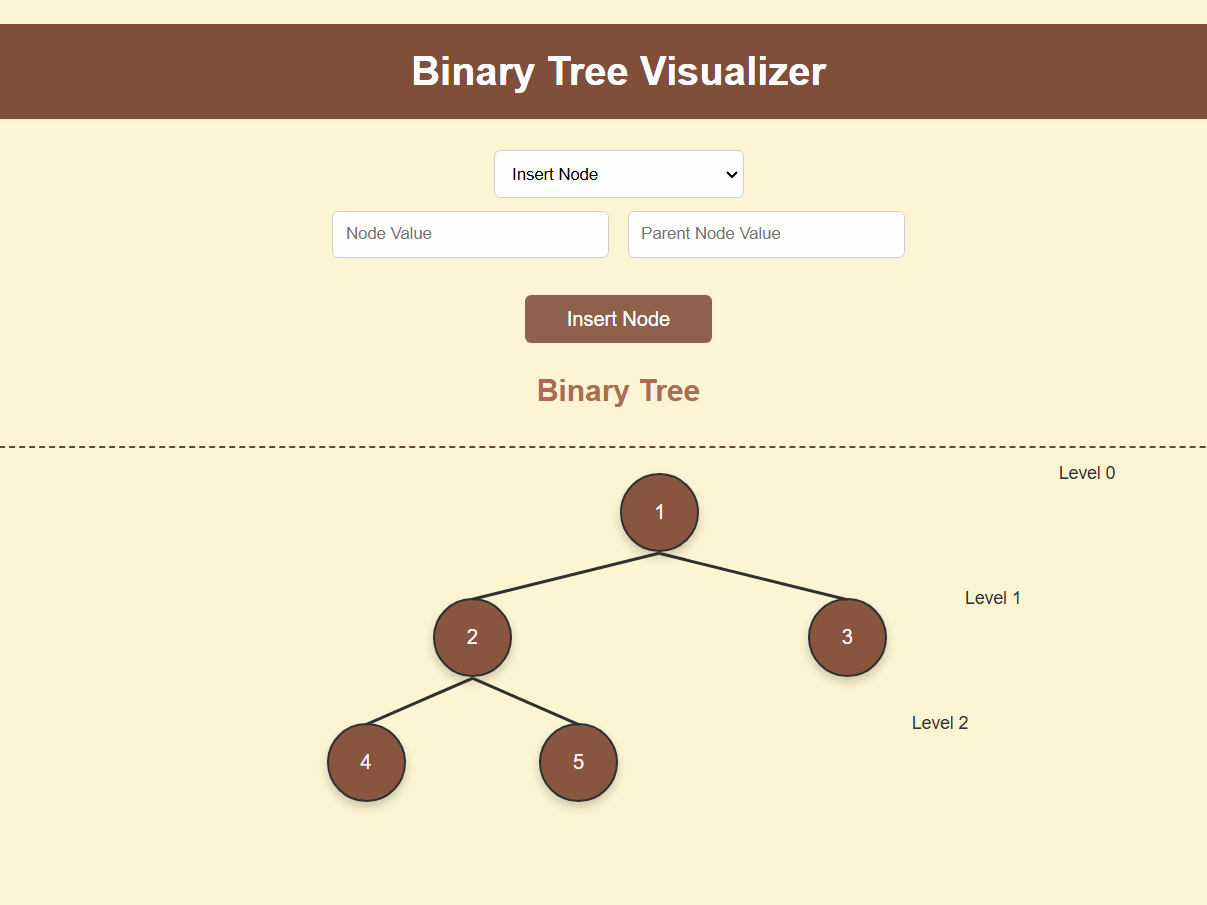 Binary Tree Visualizer
Insert Node
Node Value Parent Node Value
Insert Node
Binary Tree
Level 0
1
Level 1
2 3
Level 2
4 5